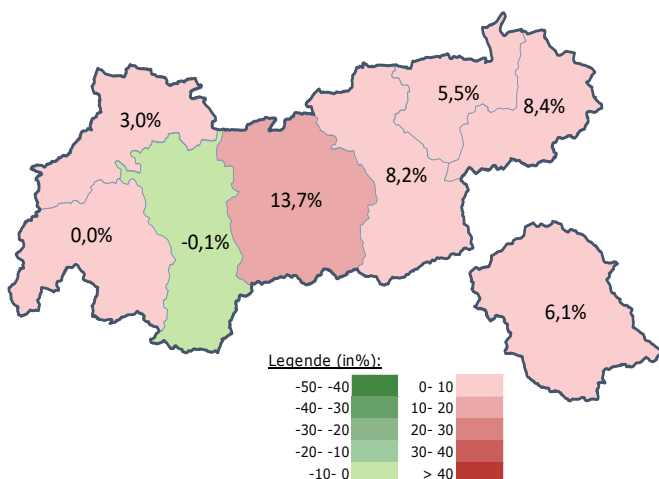 5,5%
8,4%
3,0%
8,2%
13,7%
0,0%
-0,1%
6,1%
Legende (in%):
-50- -40 0- 10
-40- -30 10- 20
-30- -20 20- 30
-20- -10 30- 40
-10- 0 > 40